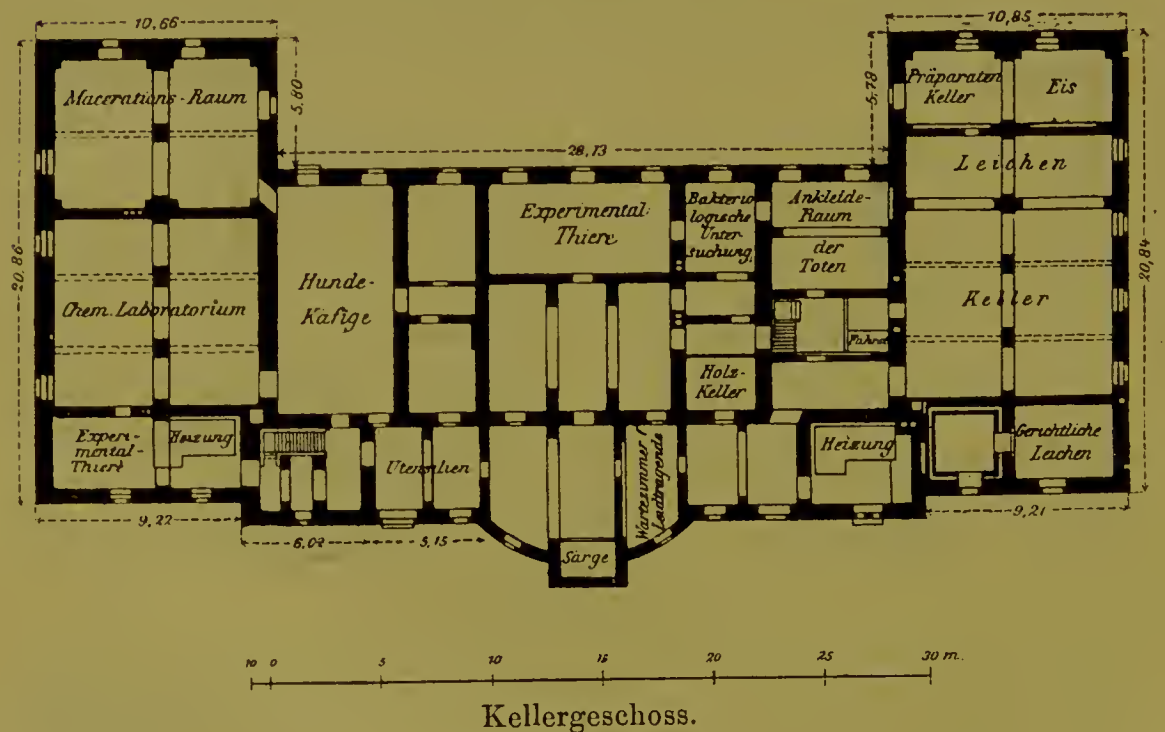 10,66
10,85
5,80
5,78
28,13
20,86
20,84
Macerations-Raum
Präparaten
Keller
Eis
Leichen
Experimental-
Thiere
Bakterio
logische
Unter
suchung
Ankleide-
Raum
der
Toten
Hunde-
Käfige
Chem. Laboratorium
Keller
Holz-
Keller
Experi-
mental-
Thiere
Heizung
Utensilien
Wartezimmer f.
Leidtragende
Heizung
Gerichtliche
Leichen
Särge
9,22
6,02
5,15
9,21
10 0 5 10 15 20 25 30 m.
Kellergeschoss.